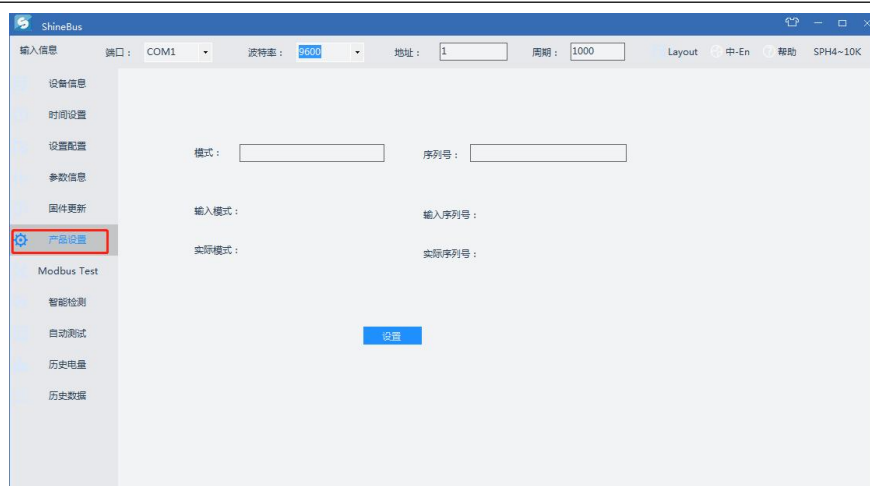 ShineBus
输入信息 端口： COM1 波特率： 9600 地址： 1 周期： 1000 Layout 中-En 帮助 SPH4~10K
设备信息
时间设置
设置配置
模式： 序列号：
参数信息
固件更新
输入模式： 输入序列号：
产品设置
实际模式： 实际序列号：
Modbus Test
智能检测
自动测试
设置
历史电量
历史数据